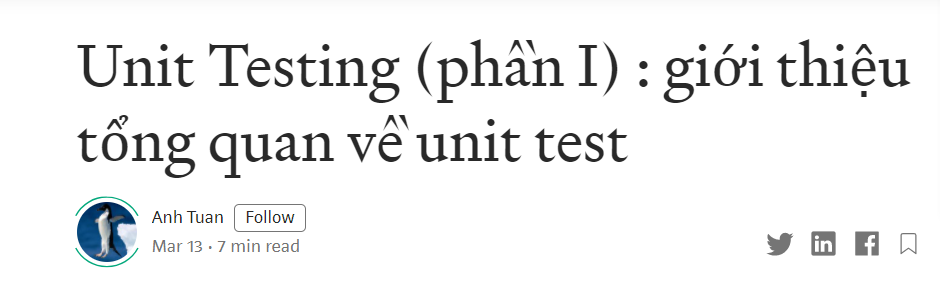 Unit Testing (phần I) : giới thiệu
tổng quan về unit test
Anh Tuan Follow
Mar 13 · 7 min read